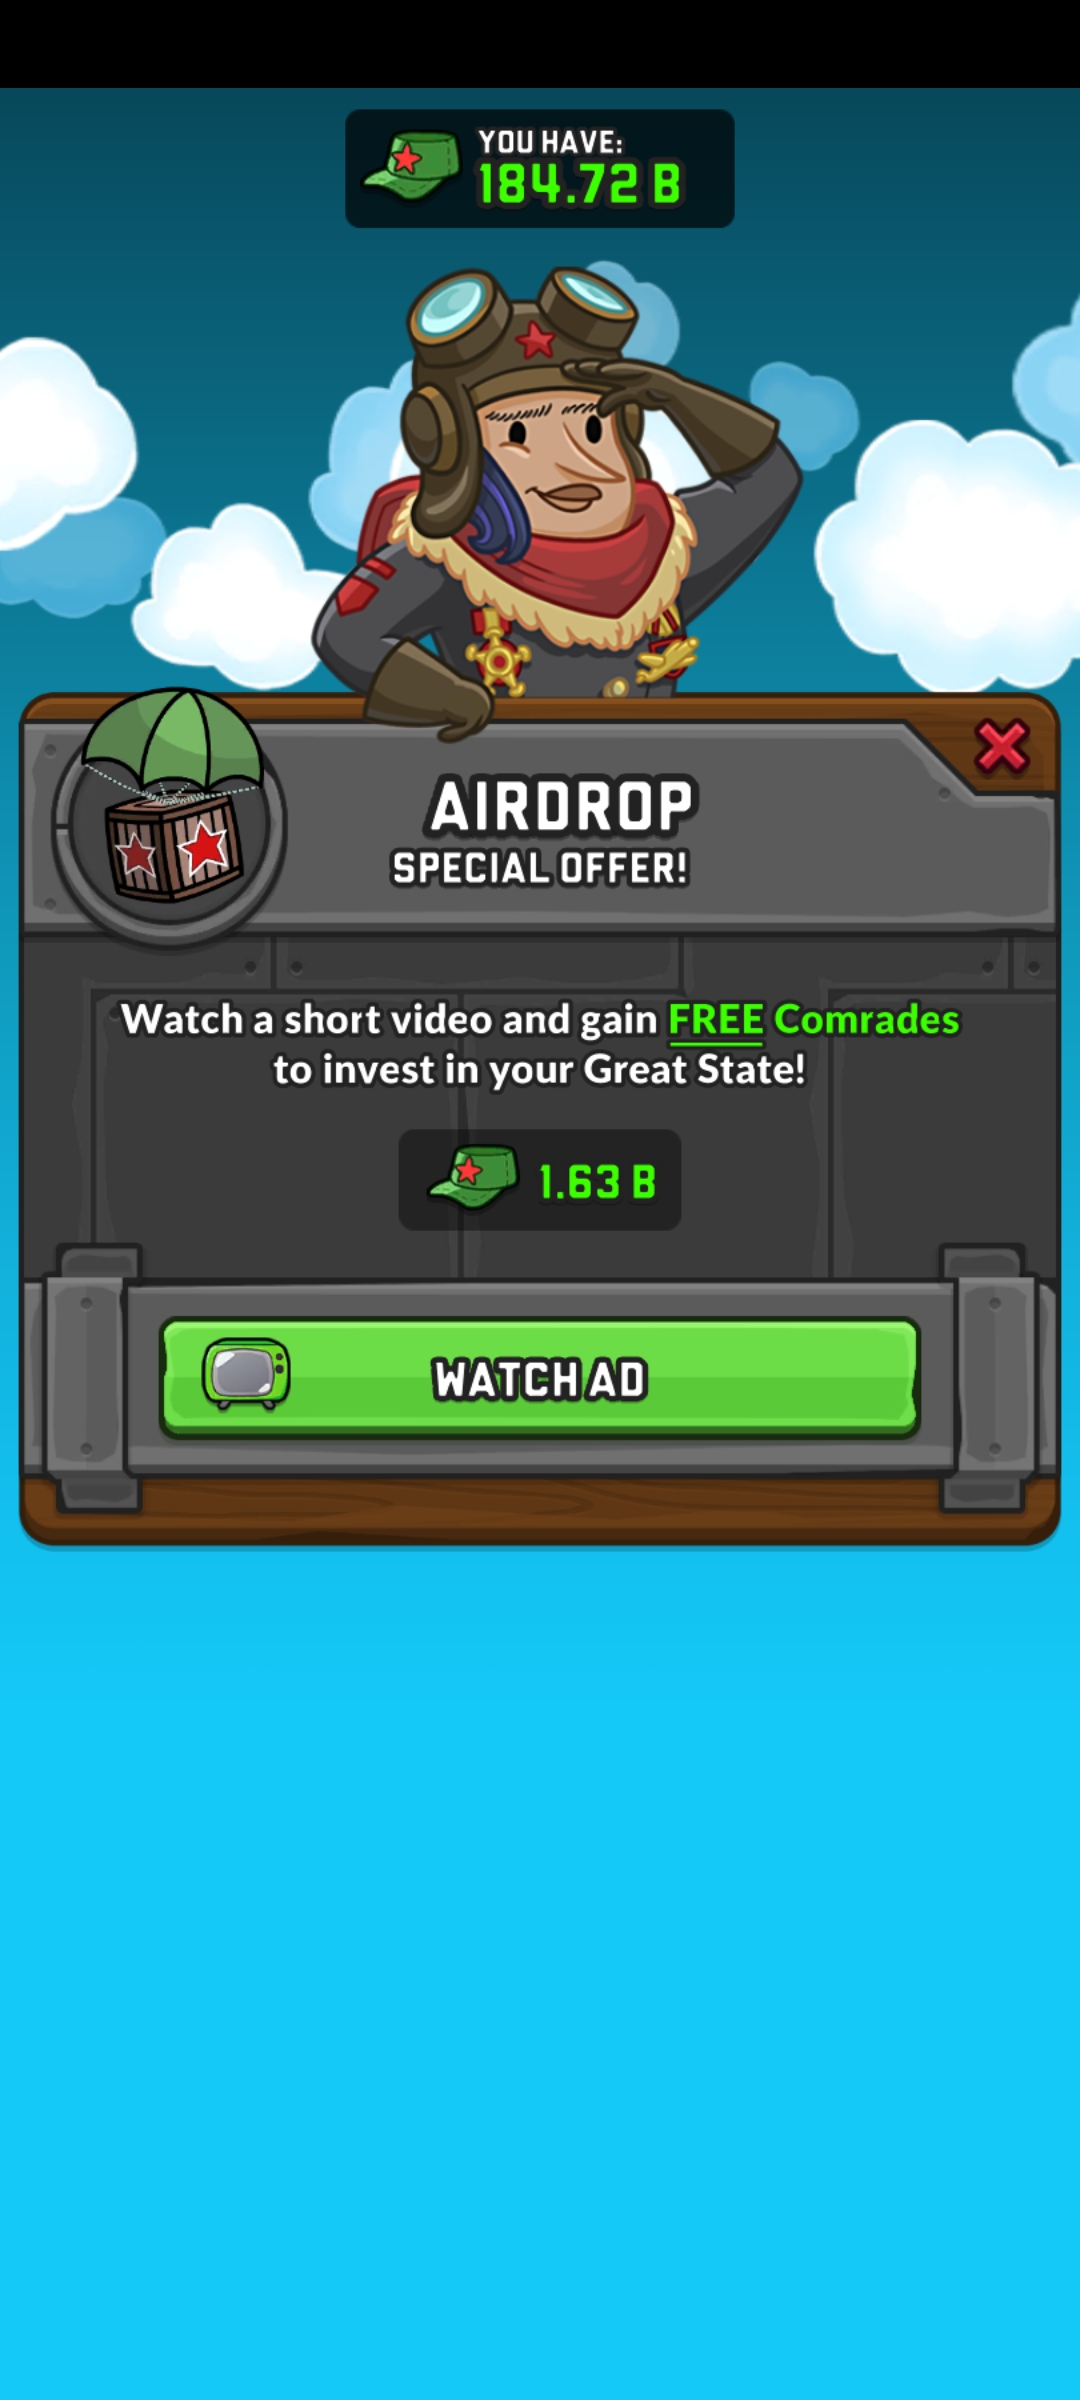 YOU HAVE:
184.72 B
AIRDROP
SPECIAL OFFER!
Watch a short video and gain FREE Comrades
to invest in your Great State!
1.63 B
WATCH AD